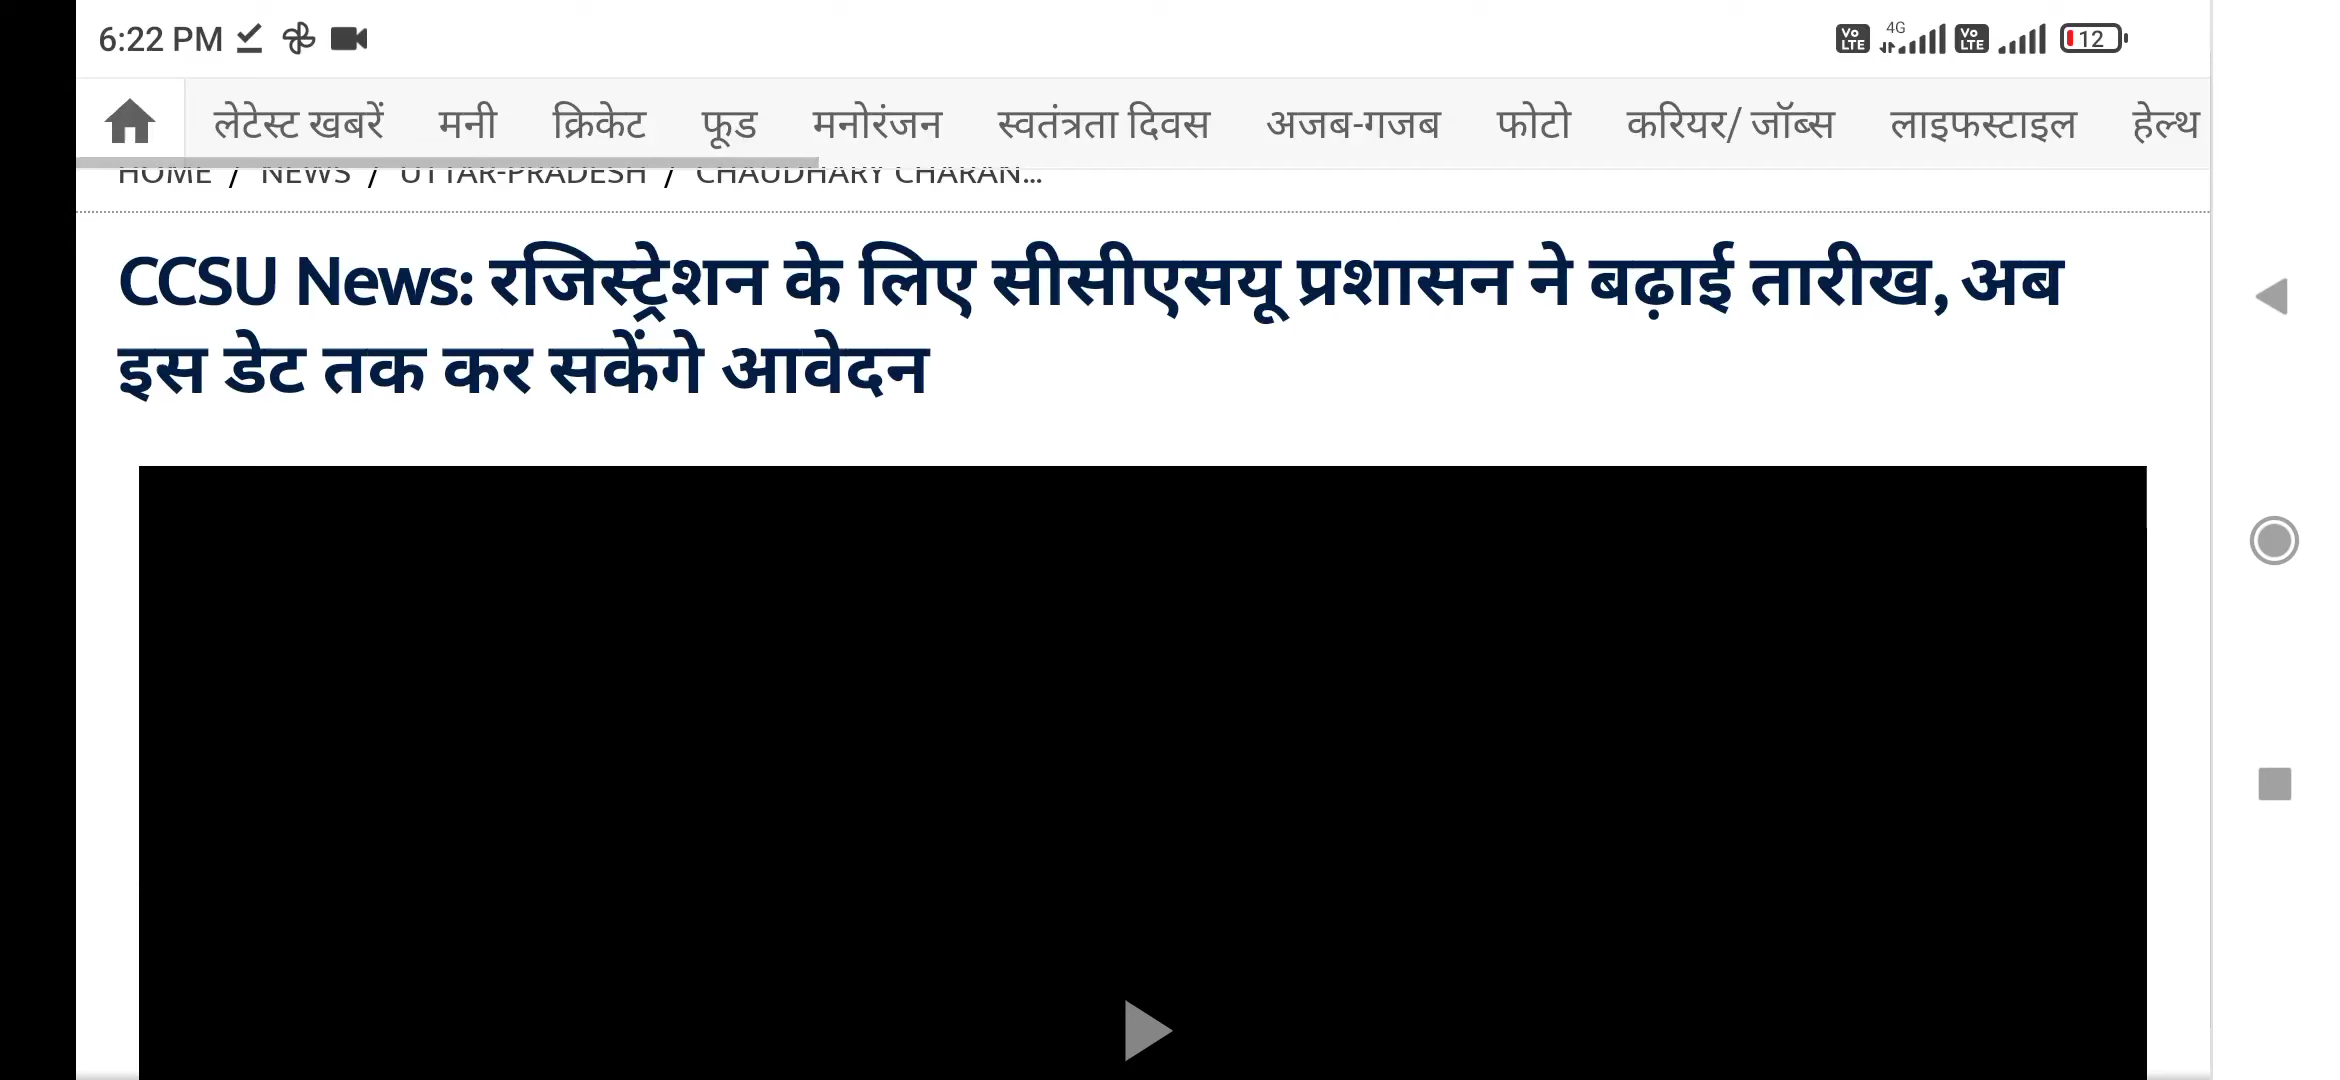 6:22 PM 4G 12
लेटेस्ट खबरें मनी क्रिकेट फूड मनोरंजन स्वतंत्रता दिवस अजब-गजब फोटो करियर/ जॉब्स लाइफस्टाइल हेल्थ
HOME / NEWS / UTTAR-PRADESH / CHAUDHARY CHARAN...
CCSU News: रजिस्ट्रेशन के लिए सीसीएसयू प्रशासन ने बढ़ाई तारीख, अब
इस डेट तक कर सकेंगे आवेदन